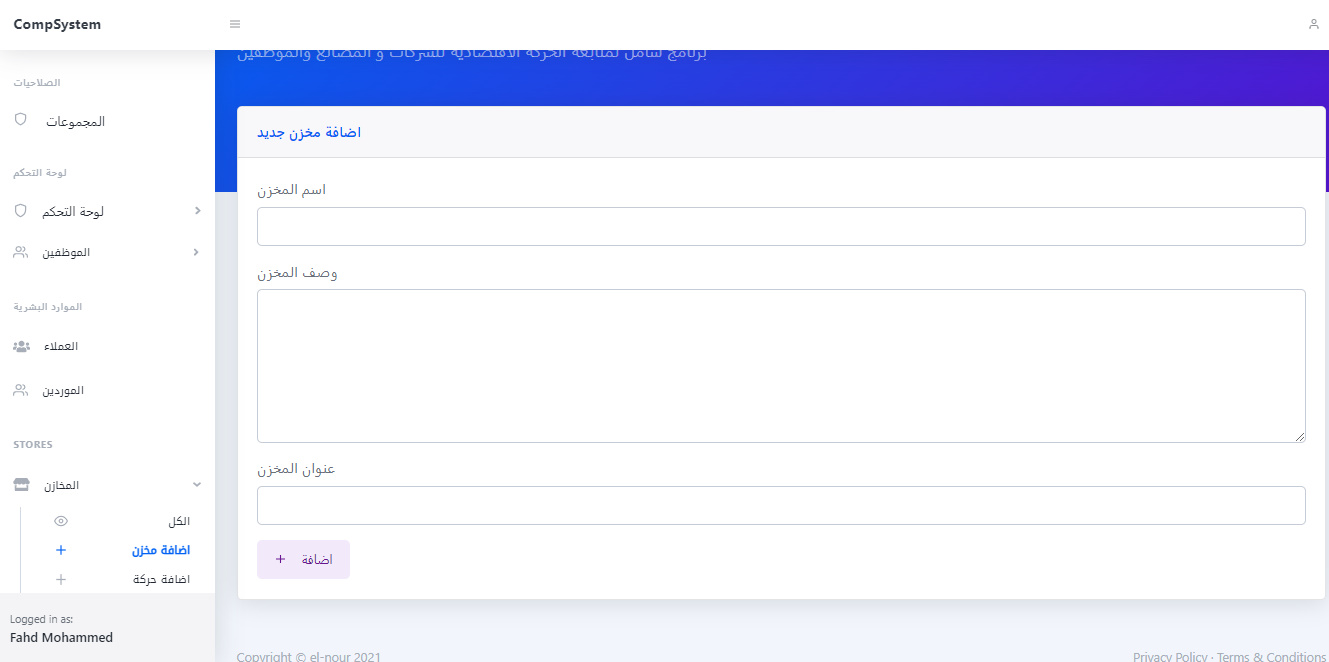 CompSystem
برنامج شامل لمتابعة الحركة الاقتصادية للشركات و المصانع والموظفين
الصلاحيات
المجموعات
لوحة التحكم
لوحة التحكم
الموظفين
الموارد البشرية
العملاء
الموردين
STORES
المخازن
الكل
اضافة مخزن
اضافة حركة
Logged in as:
Fahd Mohammed
اضافة مخزن جديد
اسم المخزن
وصف المخزن
عنوان المخزن
اضافة +
Copyright © el-nour 2021
Privacy Policy · Terms & Conditions